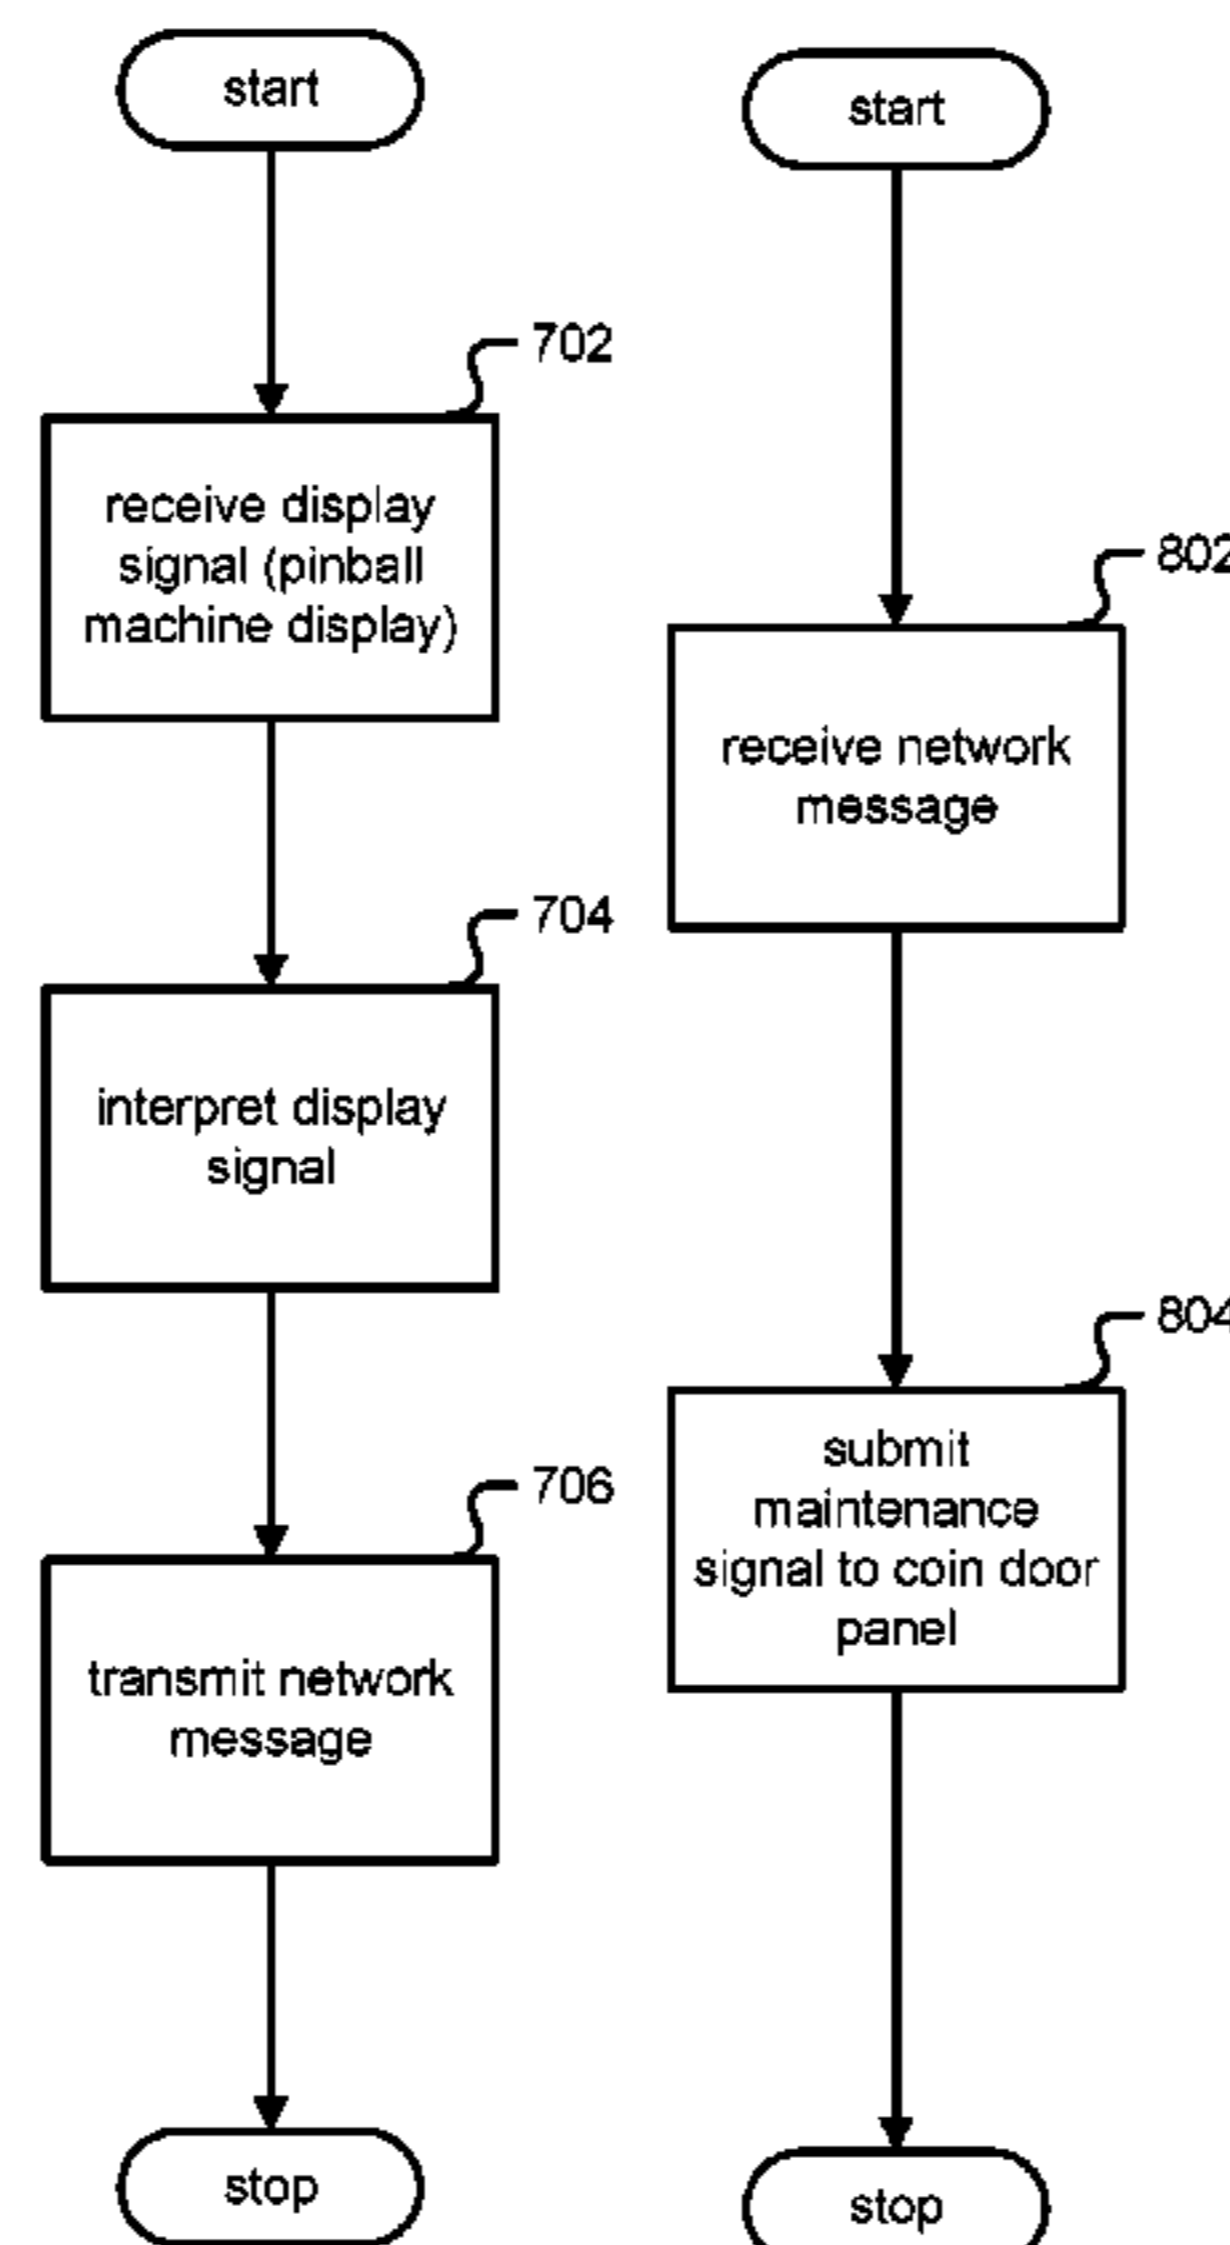 start
702
receive display
signal (pinball
machine display)
704
interpret display
signal
706
transmit network
message
stop
start
802
receive network
message
804
submit
maintenance
signal to coin door
panel
stop